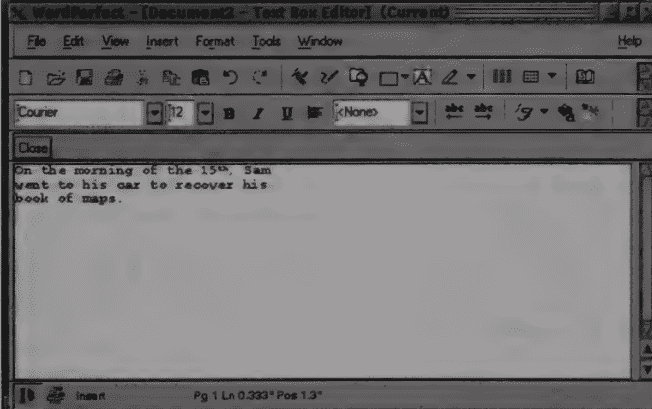 WordPerfect - [Document2 - Text Box Editor] (Current)
File Edit View Insert Format Tools Window Help
Courier 12 B I U <None> abc abc
Close
On the morning of the 15th, Sam
went to his car to recover his
book of maps.
Insert Pg 1 Ln 0.333" Pos 1.3"